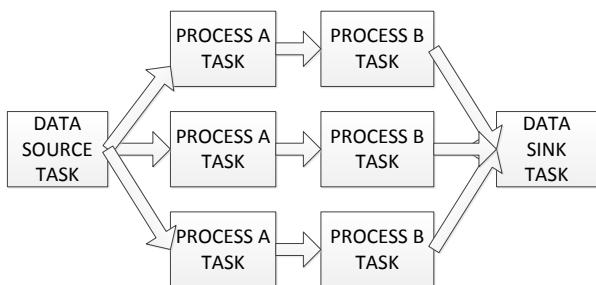 PROCESS A
TASK
PROCESS B
TASK
DATA
SOURCE
TASK
PROCESS A
TASK
PROCESS B
TASK
DATA
SINK
TASK
PROCESS A
TASK
PROCESS B
TASK